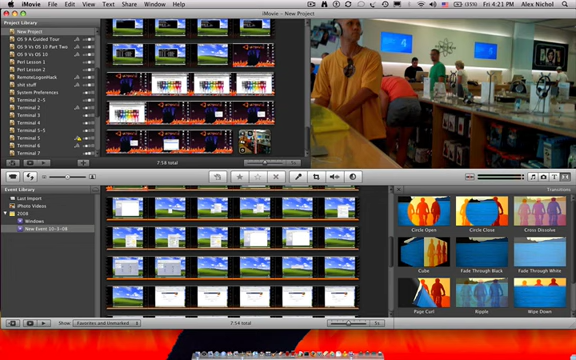 iMovie File Edit View Text Share Window Help
Fri 4:21 PM Alex Nichol
iMovie – New Project
Project Library
New Project
OS 9 A Guided Tour
OS 9 Vs OS 10 Part Two
OS 9 Vs OS 10
Perl Lesson 1
Perl Lesson 2
RemoteLogonHack
shit stuff
System Preferences
Terminal 2-5
Terminal 2
Terminal 3
Terminal 4
Terminal 5-5
Terminal 5
Terminal 6
Terminal 7
7:14 total
Event Library
Last Import
iPhoto Videos
2008
Windows
New Event 10-3-08
Transitions
Circle Open
Circle Close
Cross Dissolve
Cube
Fade Through Black
Fade Through White
Page Curl
Ripple
Wipe Down
Show: Favorites and Unmarked
7:54 total
5s